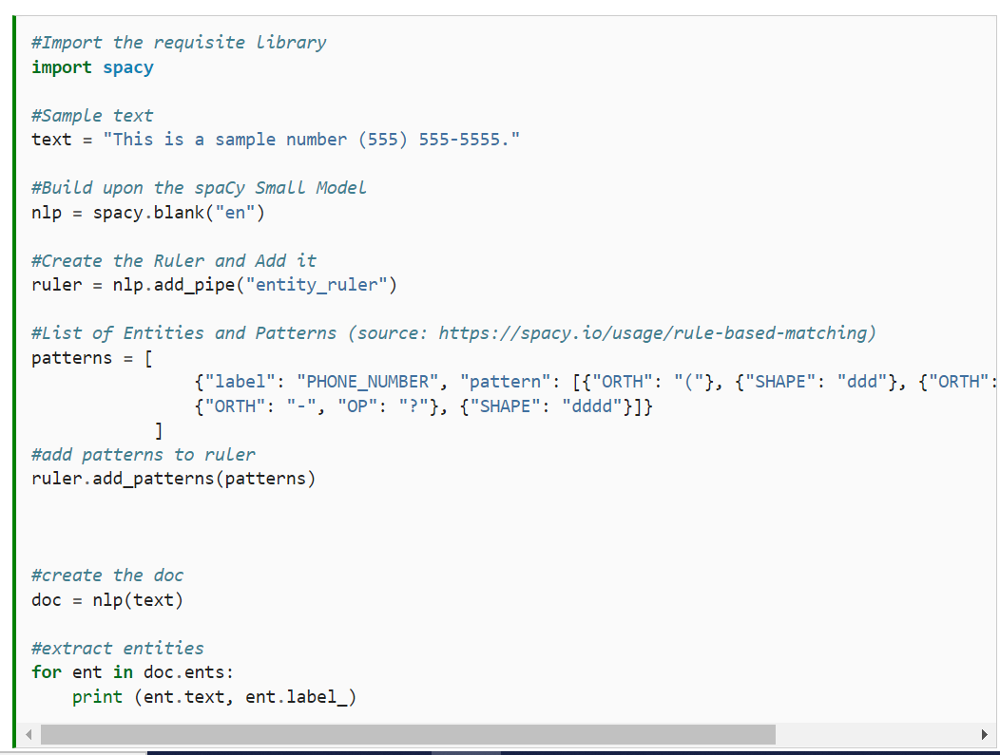 #Import the requisite library
import spacy
#Sample text
text = "This is a sample number (555) 555-5555."
#Build upon the spaCy Small Model
nlp = spacy.blank("en")
#Create the Ruler and Add it
ruler = nlp.add_pipe("entity_ruler")
#List of Entities and Patterns (source: https://spacy.io/usage/rule-based-matching)
patterns = [
                {"label": "PHONE_NUMBER", "pattern": [{"ORTH": "("}, {"SHAPE": "ddd"}, {"ORTH":
                {"ORTH": "-", "OP": "?"}, {"SHAPE": "dddd"}]}
            ]
#add patterns to ruler
ruler.add_patterns(patterns)
#create the doc
doc = nlp(text)
#extract entities
for ent in doc.ents:
    print (ent.text, ent.label_)